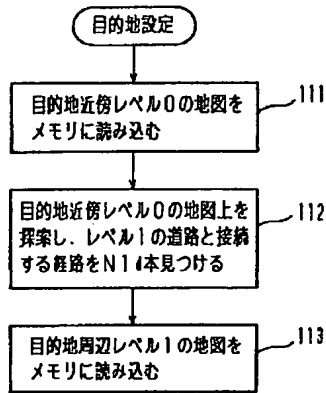 目的地設定
目的地近傍レベル0の地図を
メモリに読み込む
111
目的地近傍レベル0の地図上を
探索し、レベル1の道路と接続
する経路をN1d本見つける
112
目的地周辺レベル1の地図を
メモリに読み込む
113